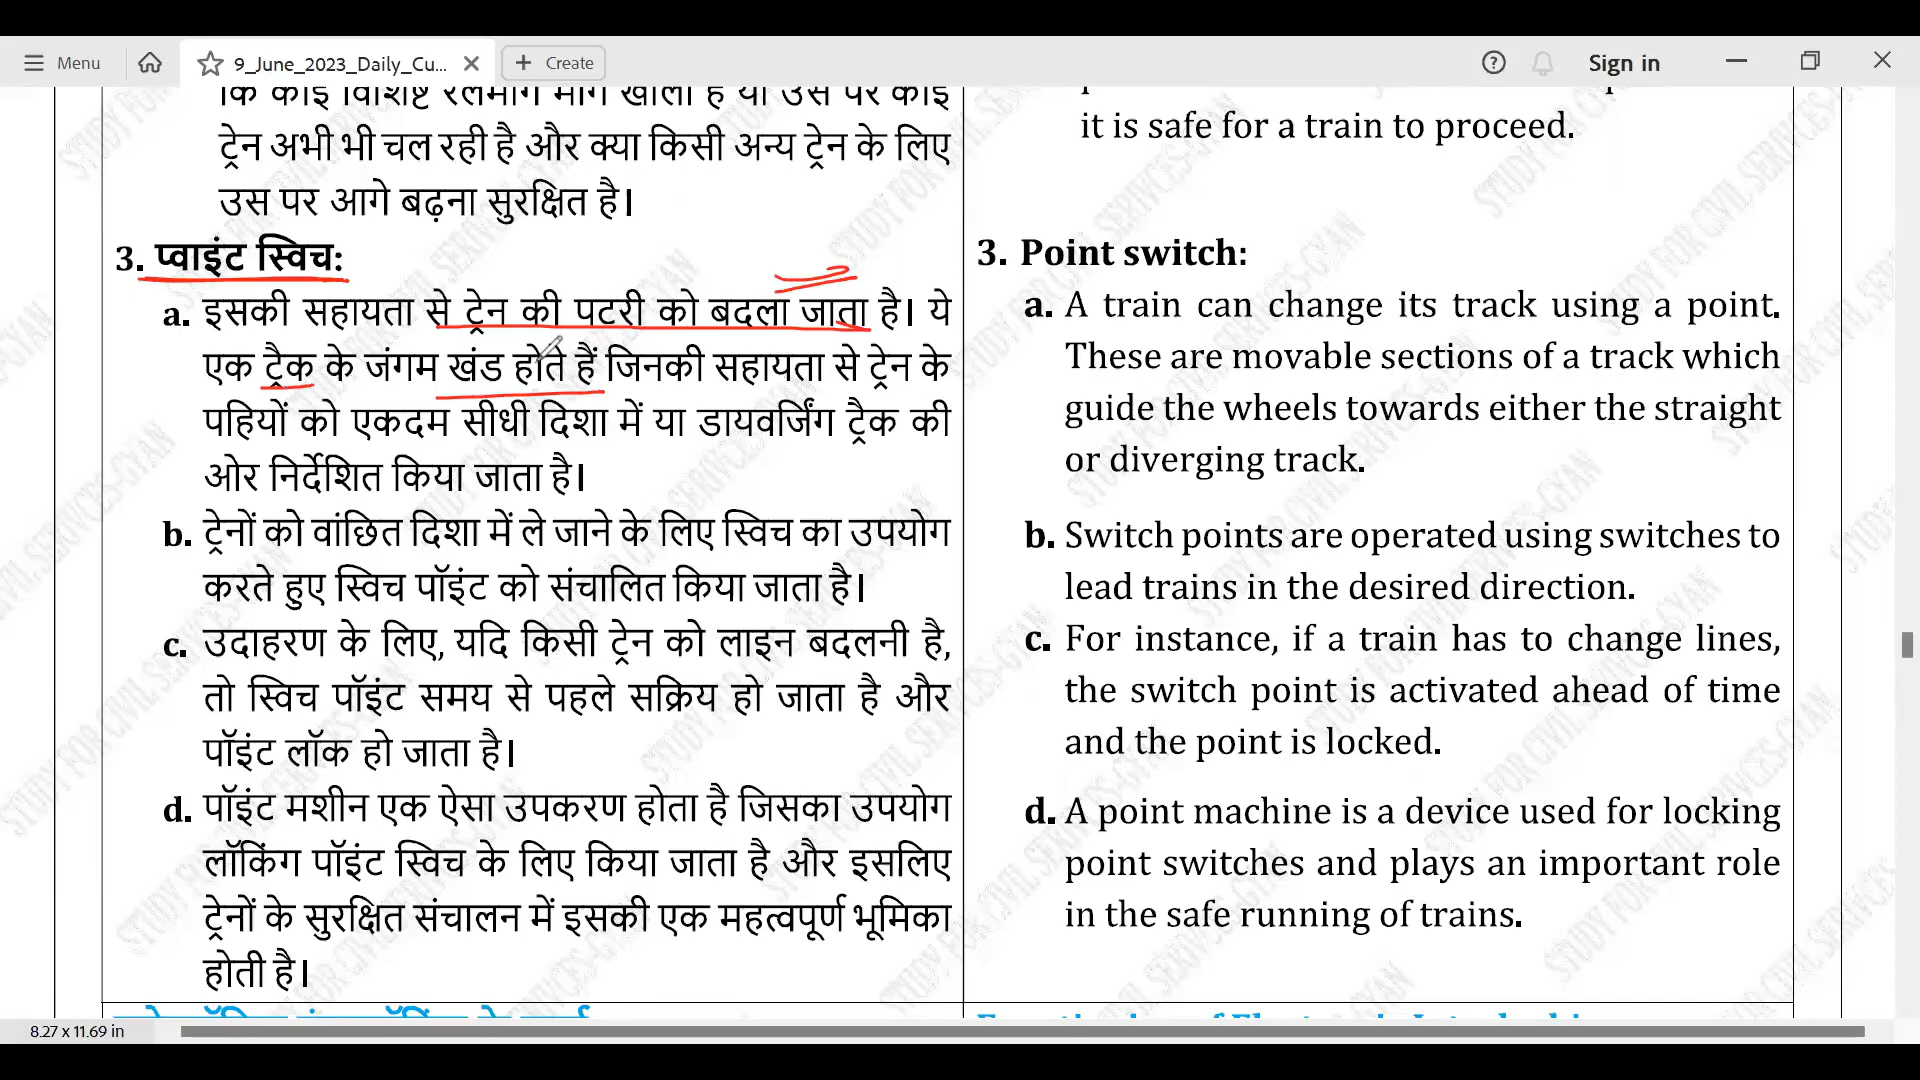 Menu
9_June_2023_Daily_Cu...
Create
Sign in
ट्रेन अभी भी चल रही है और क्या किसी अन्य ट्रेन के लिए
उस पर आगे बढ़ना सुरक्षित है।
3. प्वाइंट स्विच:
a. इसकी सहायता से ट्रेन की पटरी को बदला जाता है। ये
एक ट्रैक के जंगम खंड होते हैं जिनकी सहायता से ट्रेन के
पहियों को एकदम सीधी दिशा में या डायवर्जिंग ट्रैक की
ओर निर्देशित किया जाता है।
b. ट्रेनों को वांछित दिशा में ले जाने के लिए स्विच का उपयोग
करते हुए स्विच पॉइंट को संचालित किया जाता है।
c. उदाहरण के लिए, यदि किसी ट्रेन को लाइन बदलनी है,
तो स्विच पॉइंट समय से पहले सक्रिय हो जाता है और
पॉइंट लॉक हो जाता है।
d. पॉइंट मशीन एक ऐसा उपकरण होता है जिसका उपयोग
लॉकिंग पॉइंट स्विच के लिए किया जाता है और इसलिए
ट्रेनों के सुरक्षित संचालन में इसकी एक महत्वपूर्ण भूमिका
होती है।
it is safe for a train to proceed.
3. Point switch:
a. A train can change its track using a point.
These are movable sections of a track which
guide the wheels towards either the straight
or diverging track.
b. Switch points are operated using switches to
lead trains in the desired direction.
c. For instance, if a train has to change lines,
the switch point is activated ahead of time
and the point is locked.
d. A point machine is a device used for locking
point switches and plays an important role
in the safe running of trains.
8.27 x 11.69 in